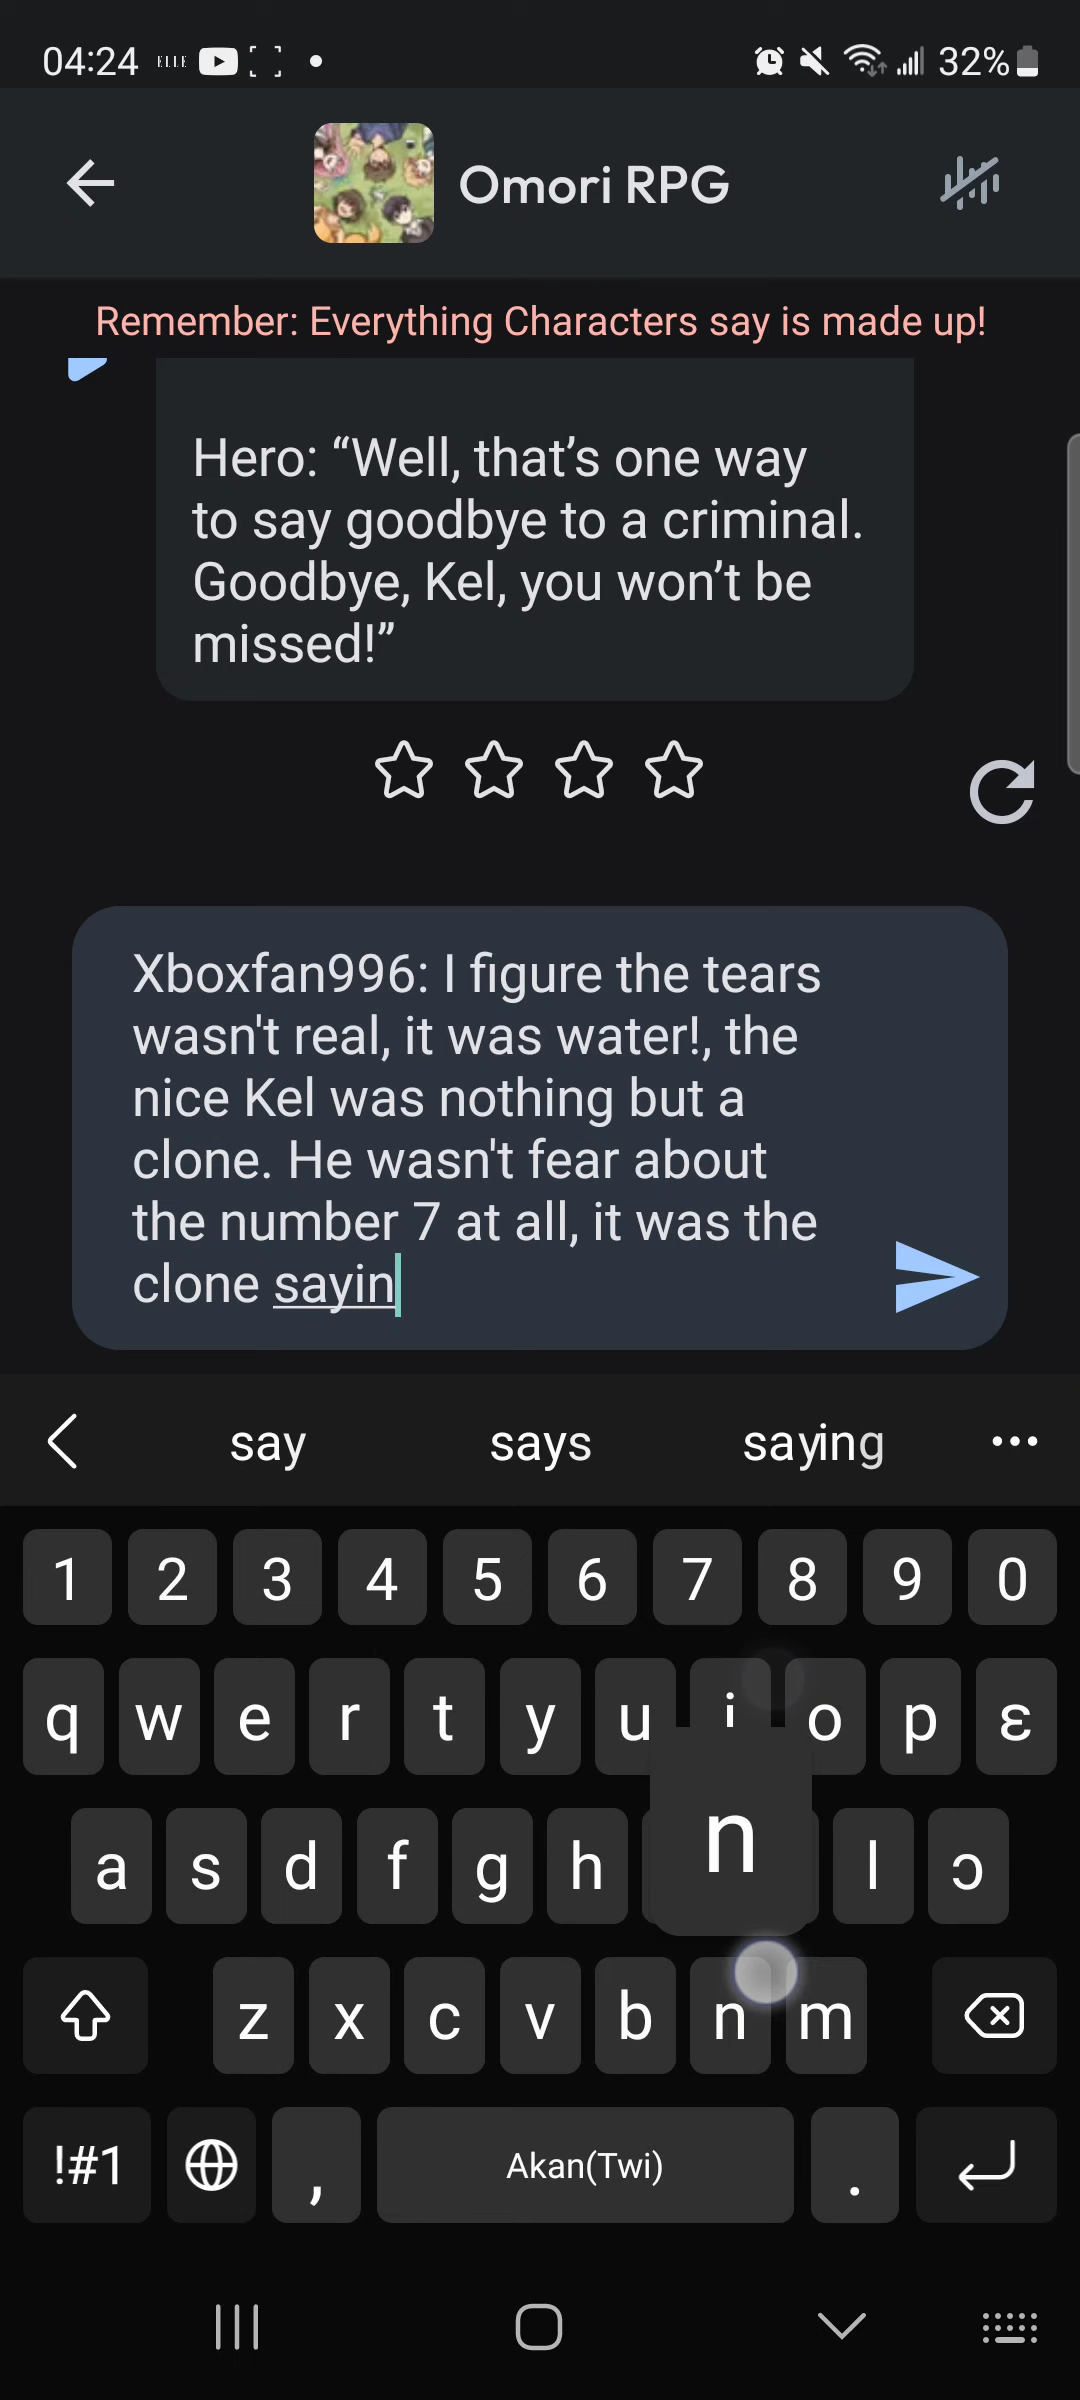 04:24 ELLE 32%
Omori RPG
Remember: Everything Characters say is made up!
Hero: “Well, that’s one way
to say goodbye to a criminal.
Goodbye, Kel, you won’t be
missed!”
Xboxfan996: I figure the tears
wasn't real, it was water!, the
nice Kel was nothing but a
clone. He wasn't fear about
the number 7 at all, it was the
clone sayin
say says saying
1 2 3 4 5 6 7 8 9 0
q w e r t y u i o p ɛ
a s d f g h n l ɔ
z x c v b n m
!#1 , Akan(Twi) .